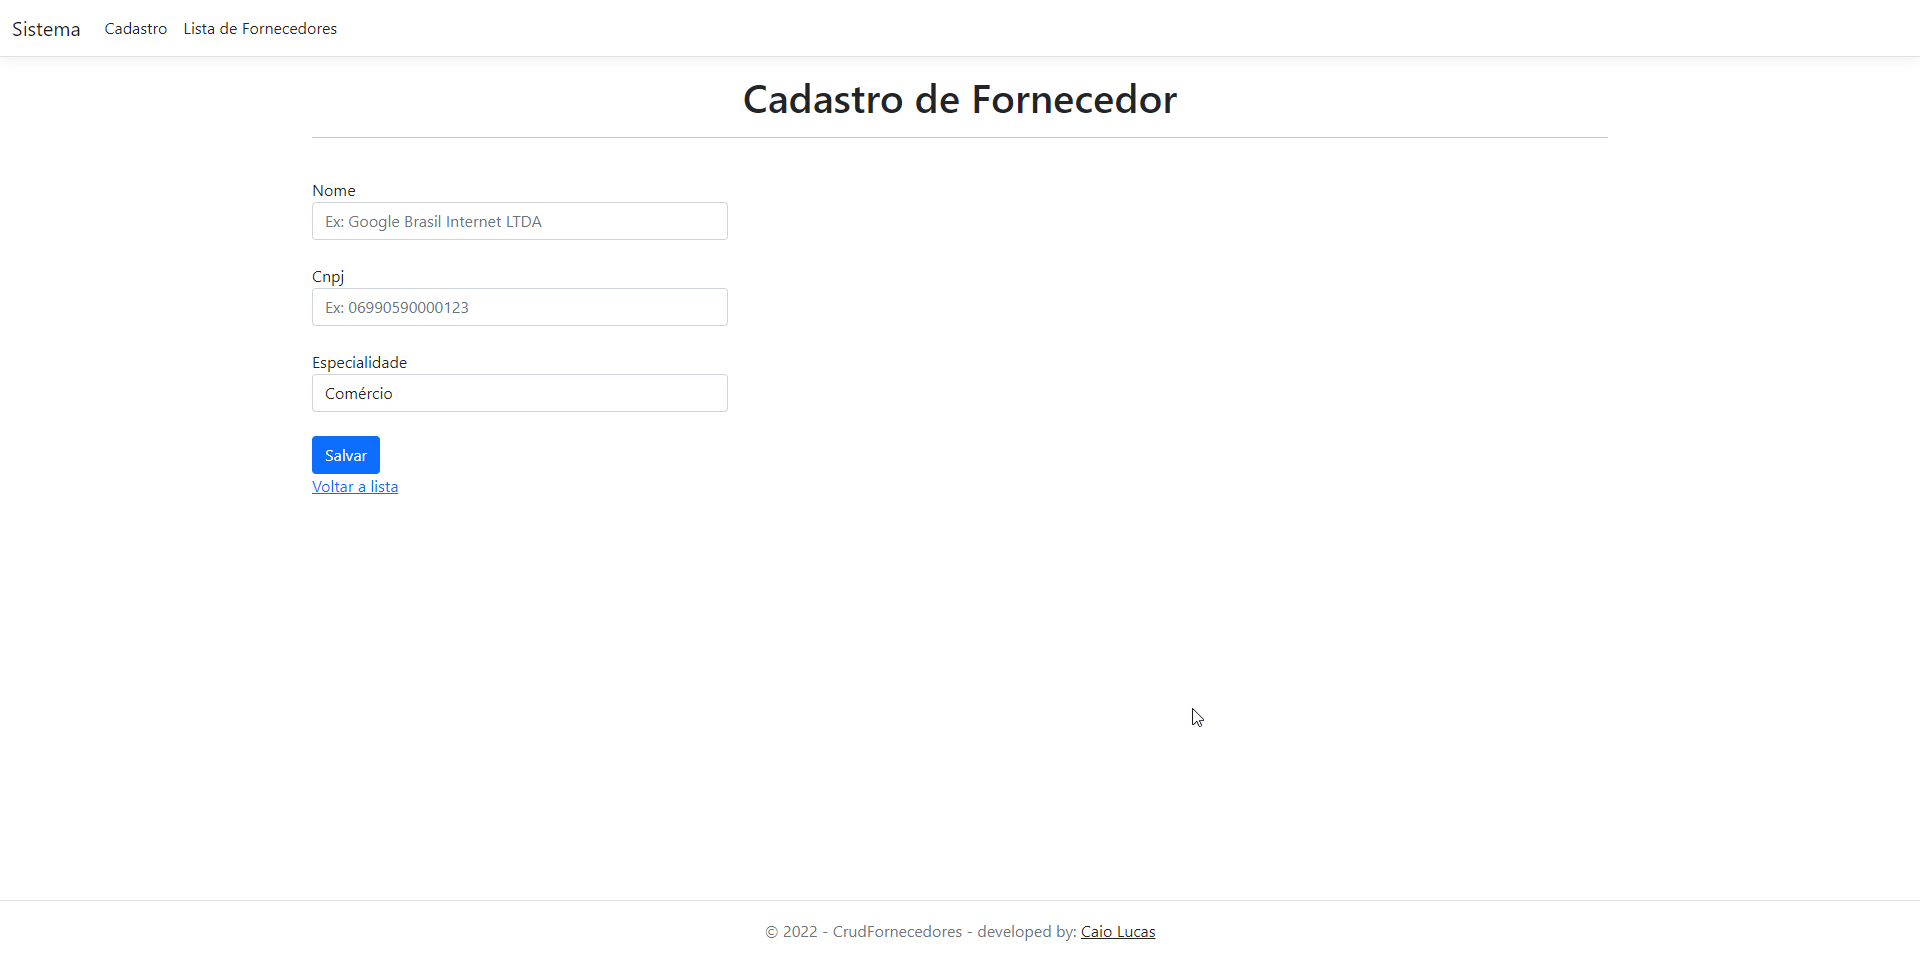 Sistema Cadastro Lista de Fornecedores
Cadastro de Fornecedor
Nome
Ex: Google Brasil Internet LTDA
Cnpj
Ex: 06990590000123
Especialidade
Comércio
Salvar
Voltar a lista
© 2022 - CrudFornecedores - developed by: Caio Lucas